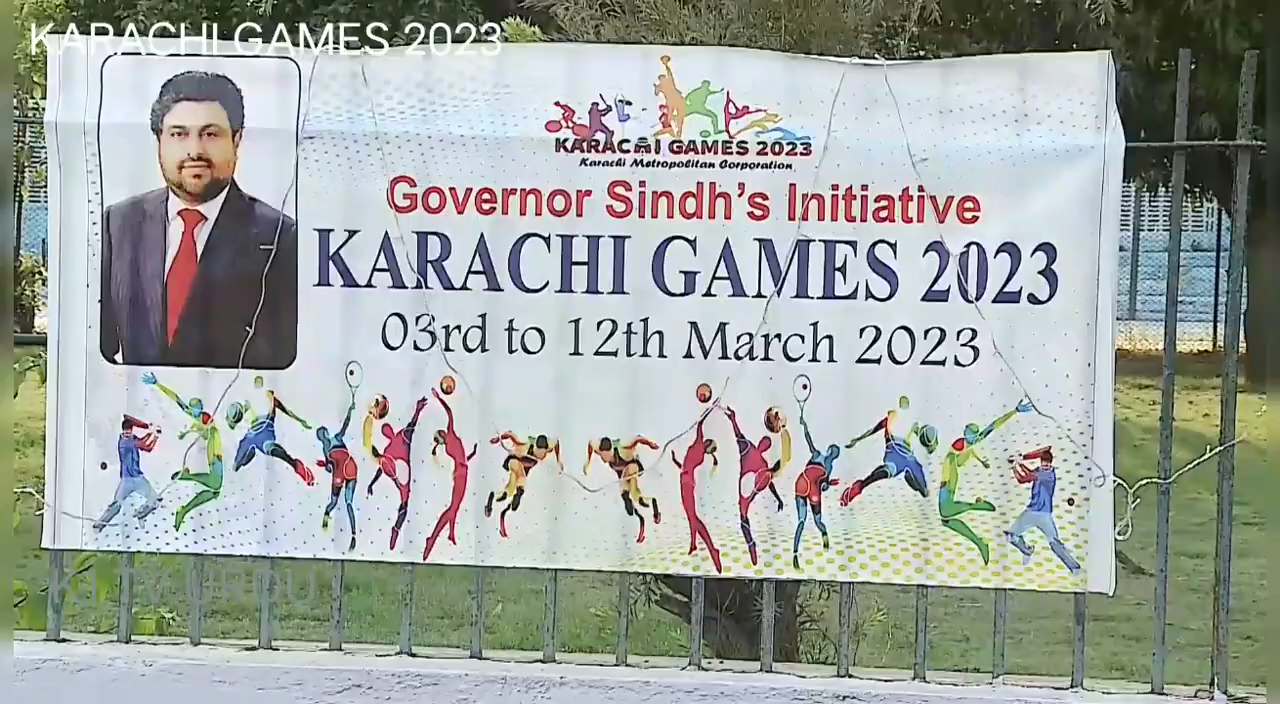 KARACHI GAMES 2023
KARACHI GAMES 2023
Karachi Metropolitan Corporation
Governor Sindh's Initiative
KARACHI GAMES 2023
03rd to 12th March 2023